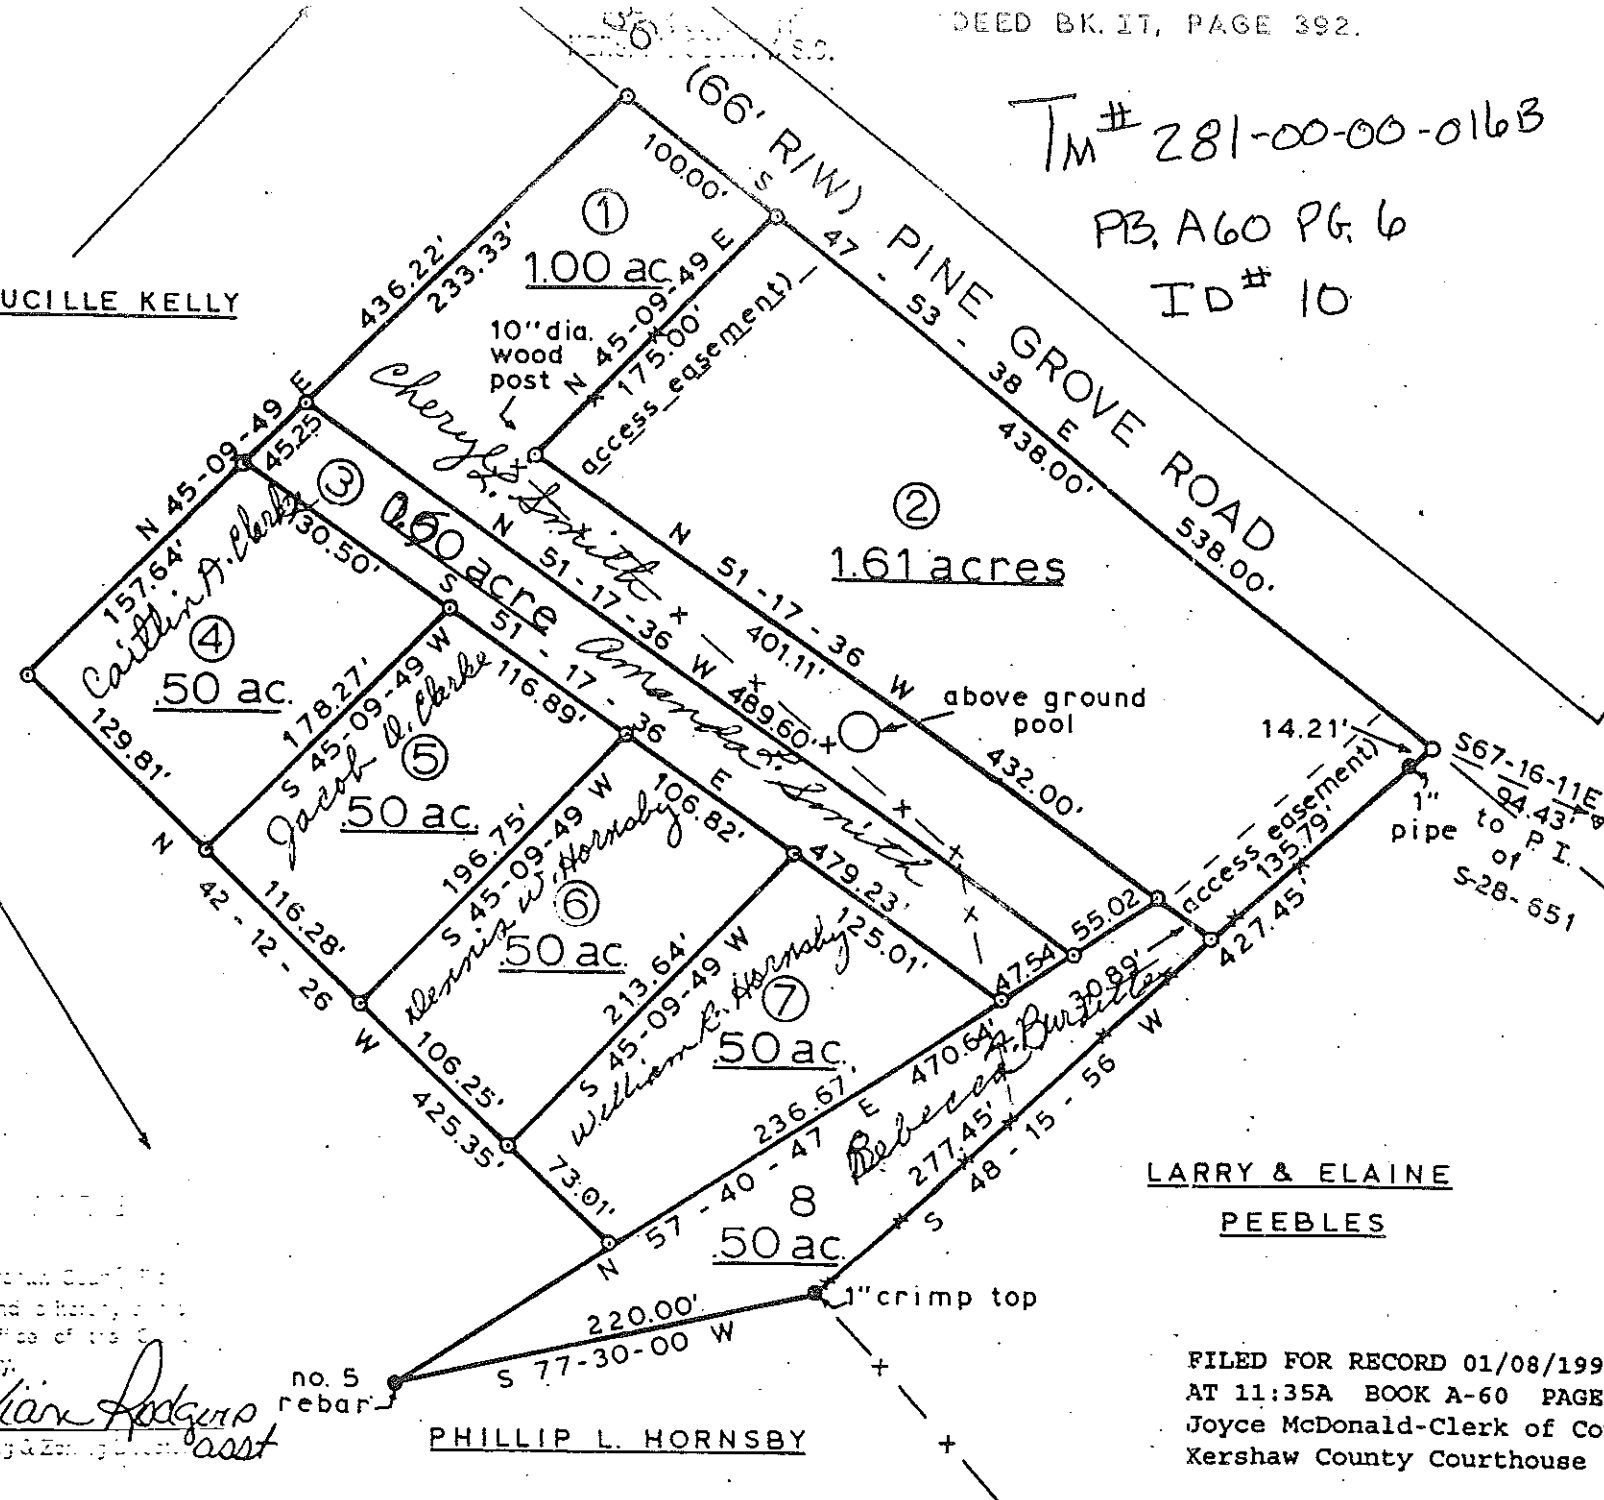 DEED BK. IT, PAGE 392.
TM# 281-00-00-016B
PB. A60 PG. 6
ID# 10
(66' R/W) PINE GROVE ROAD
S 47 - 53 - 38 E
100.00'
438.00'
538.00'
UCILLE KELLY
436.22'
233.33'
1
1.00 ac.
10" dia.
wood
post
N 45-09-49 E
175.00'
access easement)
Cheryl L. Smith
N 45-09-49 E
45.25
157.64'
3
0.60 acre
Amanda L. Smith
N 51-17-36 W 489.60'
2
1.61 acres
N 51-17-36 W
401.11'
432.00'
above ground
pool
14.21'
S67-16-11E
94.43'
to P.I.
of
S-28-651
1"
pipe
access easement)
135.79'
427.45'
130.50'
S 51-17-36 E
116.89'
106.82'
479.23'
125.01'
Caitlin A. Clarke
4
.50 ac.
129.81'
178.27'
S 45-09-49 W
Jacob D. Clarke
5
.50 ac.
196.75'
S 45-09-49 W
Dennis W. Hornsby
6
.50 ac.
213.64'
S 45-09-49 W
William R. Hornsby
7
.50 ac.
N 42-12-26 W
116.28'
106.25'
425.35'
73.01'
47.54
55.02
30.89'
470.64'
236.67'
N 57-40-47 E
Rebecca A.
8
.50 ac.
277.45'
S 48-15-56 W
1" crimp top
220.00'
S 77-30-00 W
no. 5
rebar
LARRY & ELAINE
PEEBLES
PHILLIP L. HORNSBY
Rodgers
asst
FILED FOR RECORD 01/08/199
AT 11:35A BOOK A-60 PAGE
Joyce McDonald-Clerk of Co
Kershaw County Courthouse